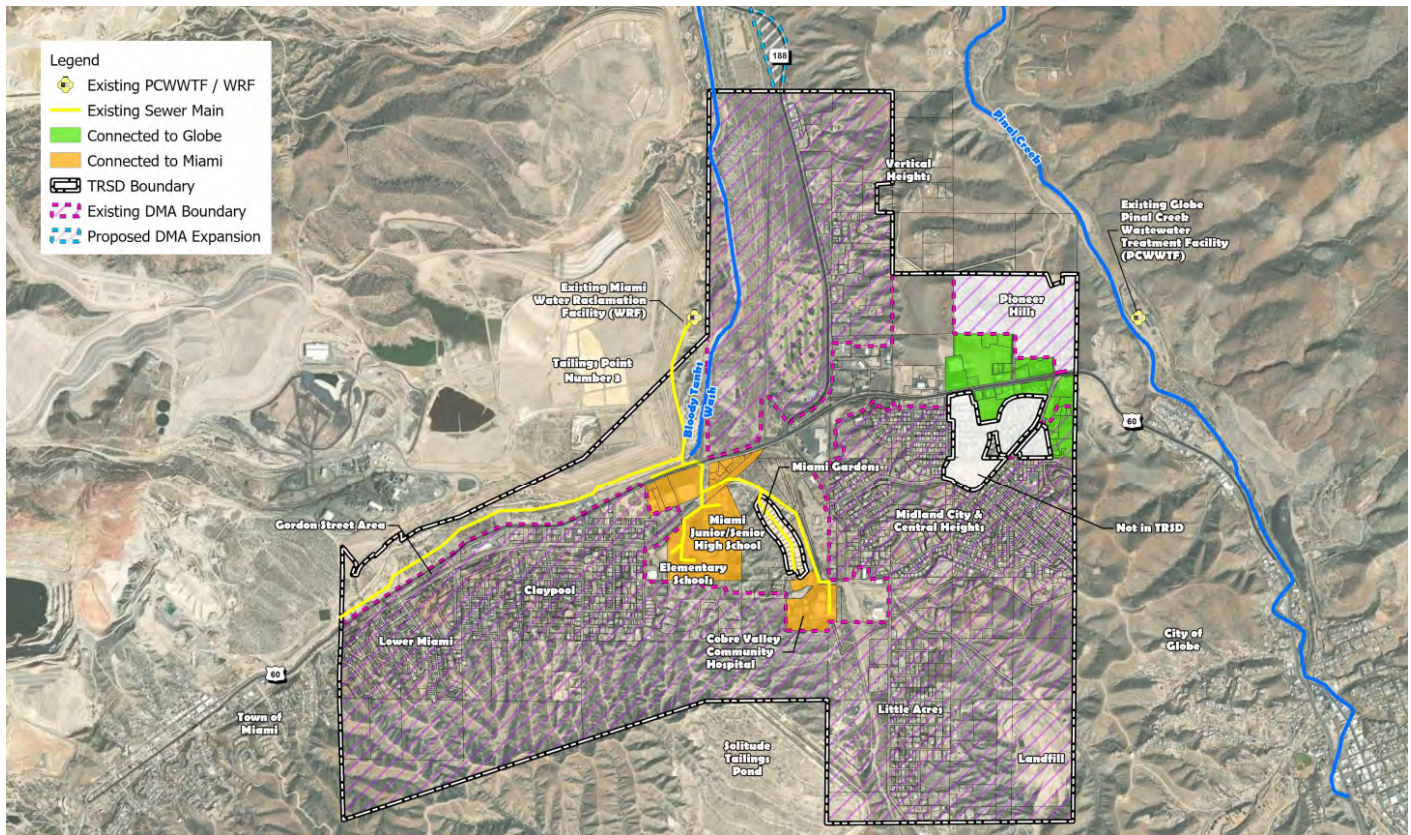 Legend
Existing PCWWTF / WRF
Existing Sewer Main
Connected to Globe
Connected to Miami
TRSD Boundary
Existing DMA Boundary
Proposed DMA Expansion
188
Pinal Creek
Vertical
Heights
Existing Globe
Pinal Creek
Wastewater
Treatment Facility
(PCWWTF)
Existing Miami
Water Raclamation
Facility (WRF)
Pioneer
Hills
Tailings Point
Number 3
Bloody Tanks
Wash
60
Miami Gardens
Gordon Street Area
Miami
Junior/Senior
High School
Midland City &
Central Heights
Not in TRSD
Elementary
Schools
Claypool
Lower Miami
Cobre Valley
Community
Hospital
City of
Globe
60
Town of
Miami
Little Acres
Solitude
Tailings
Pond
Landfill